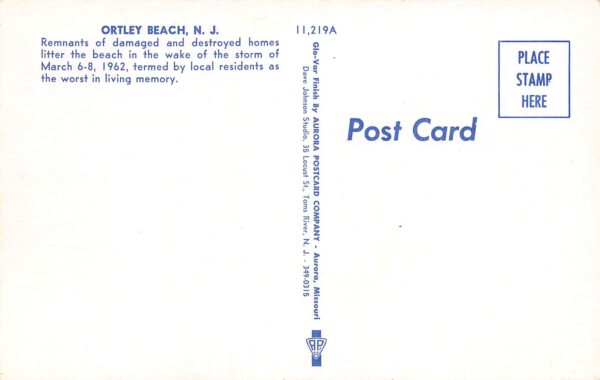 ORTLEY BEACH, N. J.
Remnants of damaged and destroyed homes
litter the beach in the wake of the storm of
March 6-8, 1962, termed by local residents as
the worst in living memory.
11,219A
Glo-Var Finish By AURORA POSTCARD COMPANY - Aurora, Missouri
Dave Johnson Studio, 35 Locust St., Toms River, N. J. - 349-0315
Post Card
PLACE
STAMP
HERE